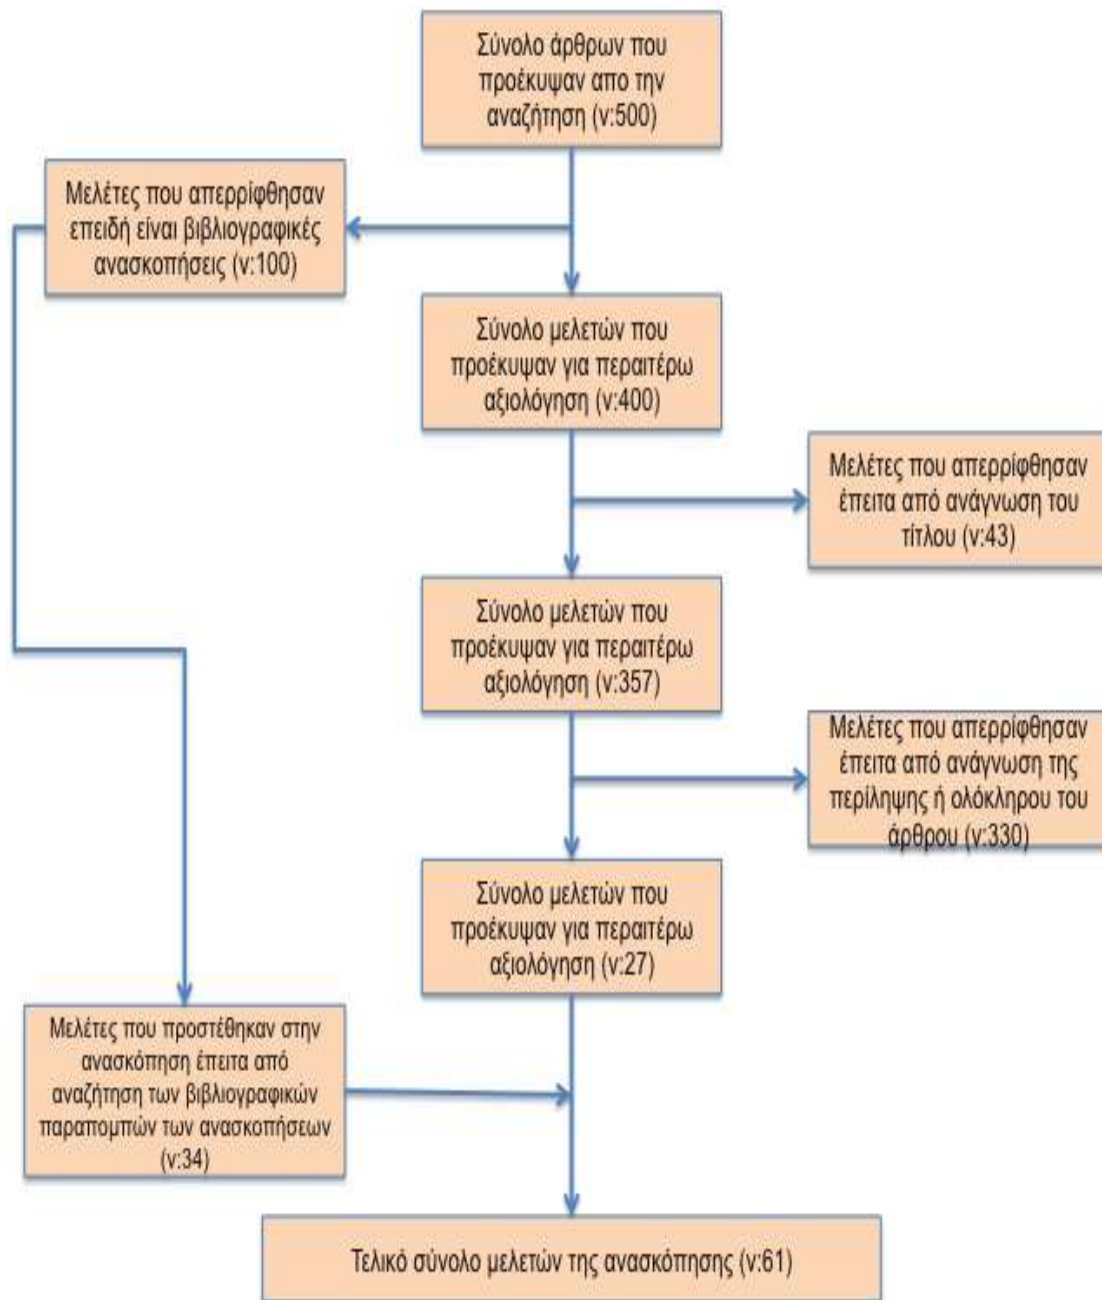 Σύνολο άρθρων που
προέκυψαν απο την
αναζήτηση (ν:500)
Μελέτες που απερρίφθησαν
επειδή είναι βιβλιογραφικές
ανασκοπήσεις (ν:100)
Σύνολο μελετών που
προέκυψαν για περαιτέρω
αξιολόγηση (ν:400)
Μελέτες που απερρίφθησαν
έπειτα από ανάγνωση του
τίτλου (ν:43)
Σύνολο μελετών που
προέκυψαν για περαιτέρω
αξιολόγηση (ν:357)
Μελέτες που απερρίφθησαν
έπειτα από ανάγνωση της
περίληψης ή ολόκληρου του
άρθρου (ν:330)
Σύνολο μελετών που
προέκυψαν για περαιτέρω
αξιολόγηση (ν:27)
Μελέτες που προστέθηκαν στην
ανασκόπηση έπειτα από
αναζήτηση των βιβλιογραφικών
παραπομπών των ανασκοπήσεων
(ν:34)
Τελικό σύνολο μελετών της ανασκόπησης (ν:61)